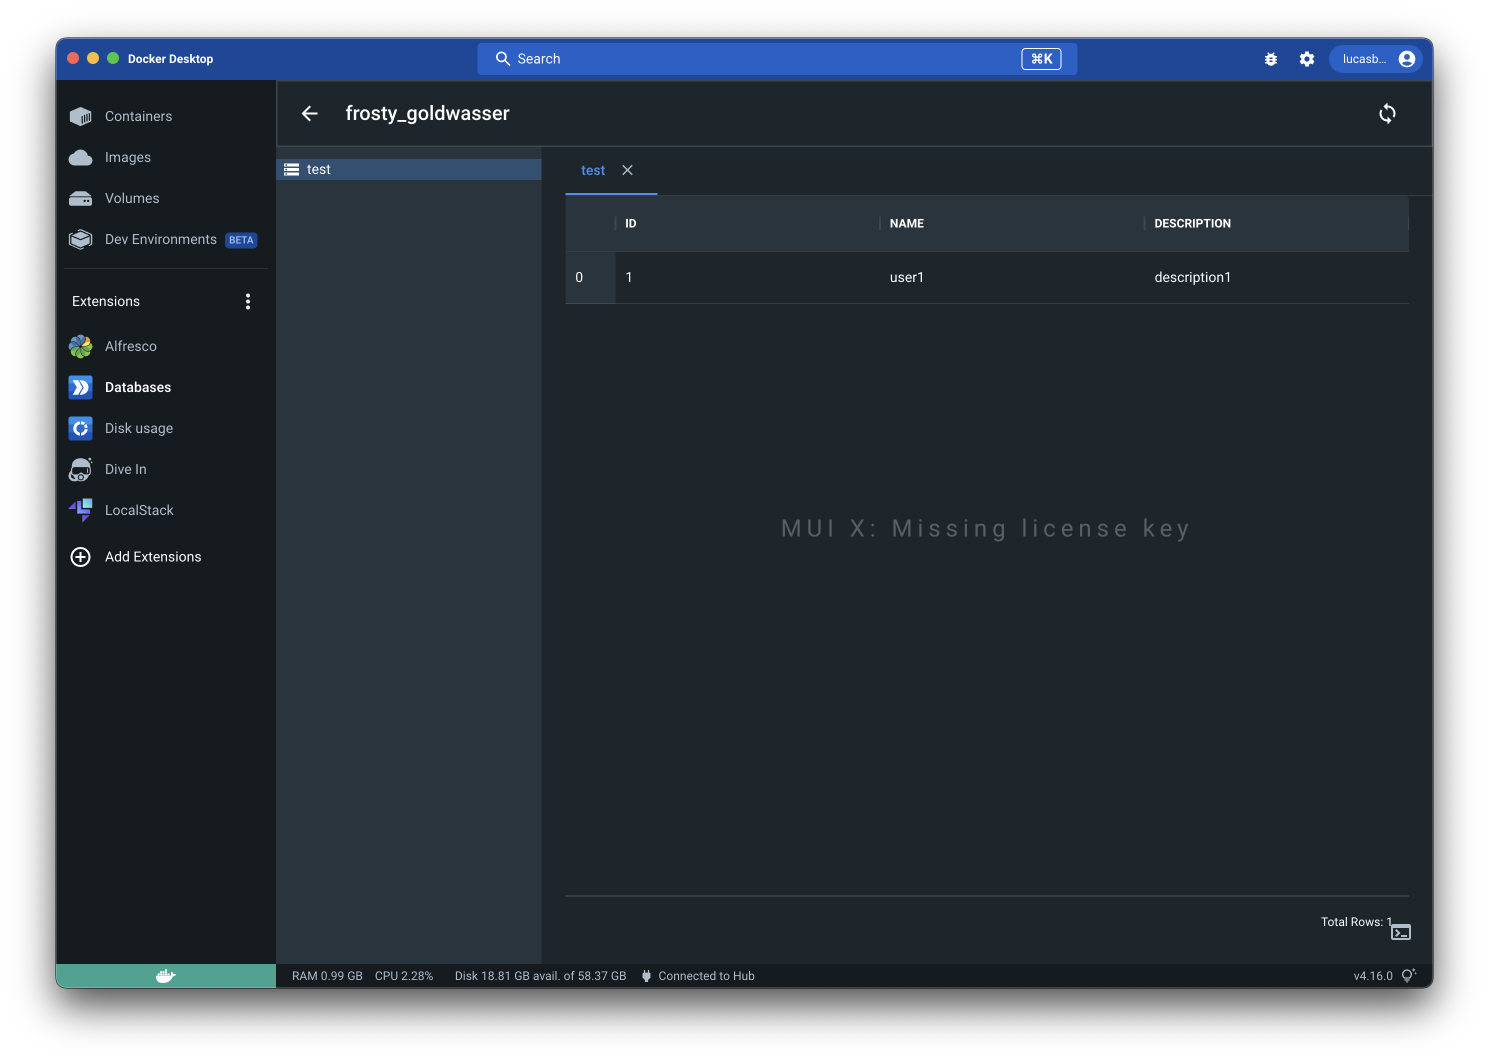 Docker Desktop
Search
⌘K
lucasb...
Containers
Images
Volumes
Dev Environments BETA
Extensions
Alfresco
Databases
Disk usage
Dive In
LocalStack
Add Extensions
frosty_goldwasser
test
test
ID NAME DESCRIPTION
0 1 user1 description1
MUI X: Missing license key
Total Rows: 1
RAM 0.99 GB CPU 2.28% Disk 18.81 GB avail. of 58.37 GB Connected to Hub v4.16.0